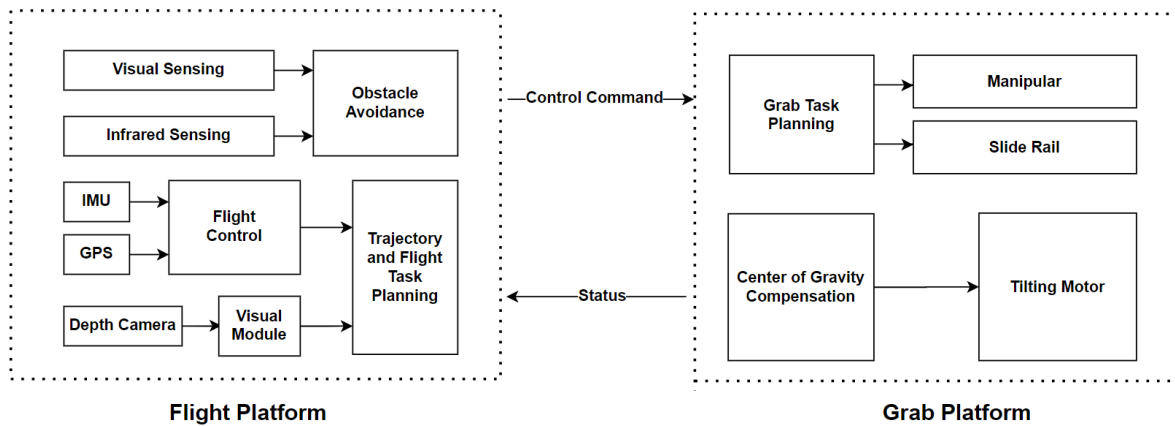 Visual Sensing
Infrared Sensing
Obstacle
Avoidance
IMU
GPS
Flight
Control
Trajectory
and Flight
Task
Planning
Depth Camera
Visual
Module
Flight Platform
Control Command
Status
Grab Task
Planning
Manipular
Slide Rail
Center of Gravity
Compensation
Tilting Motor
Grab Platform